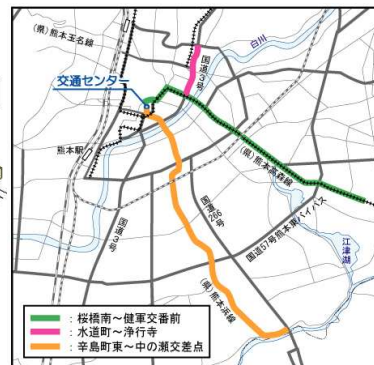 (県)熊本玉名線
白川
国道3号
交通センター
熊本駅
(県)熊本高森線
国道266号
国道3号
国道57号熊本東バイパス
江津湖
(県)熊本浜線
：桜橋南～健軍交番前
：水道町～浄行寺
：辛島町東～中の瀬交差点